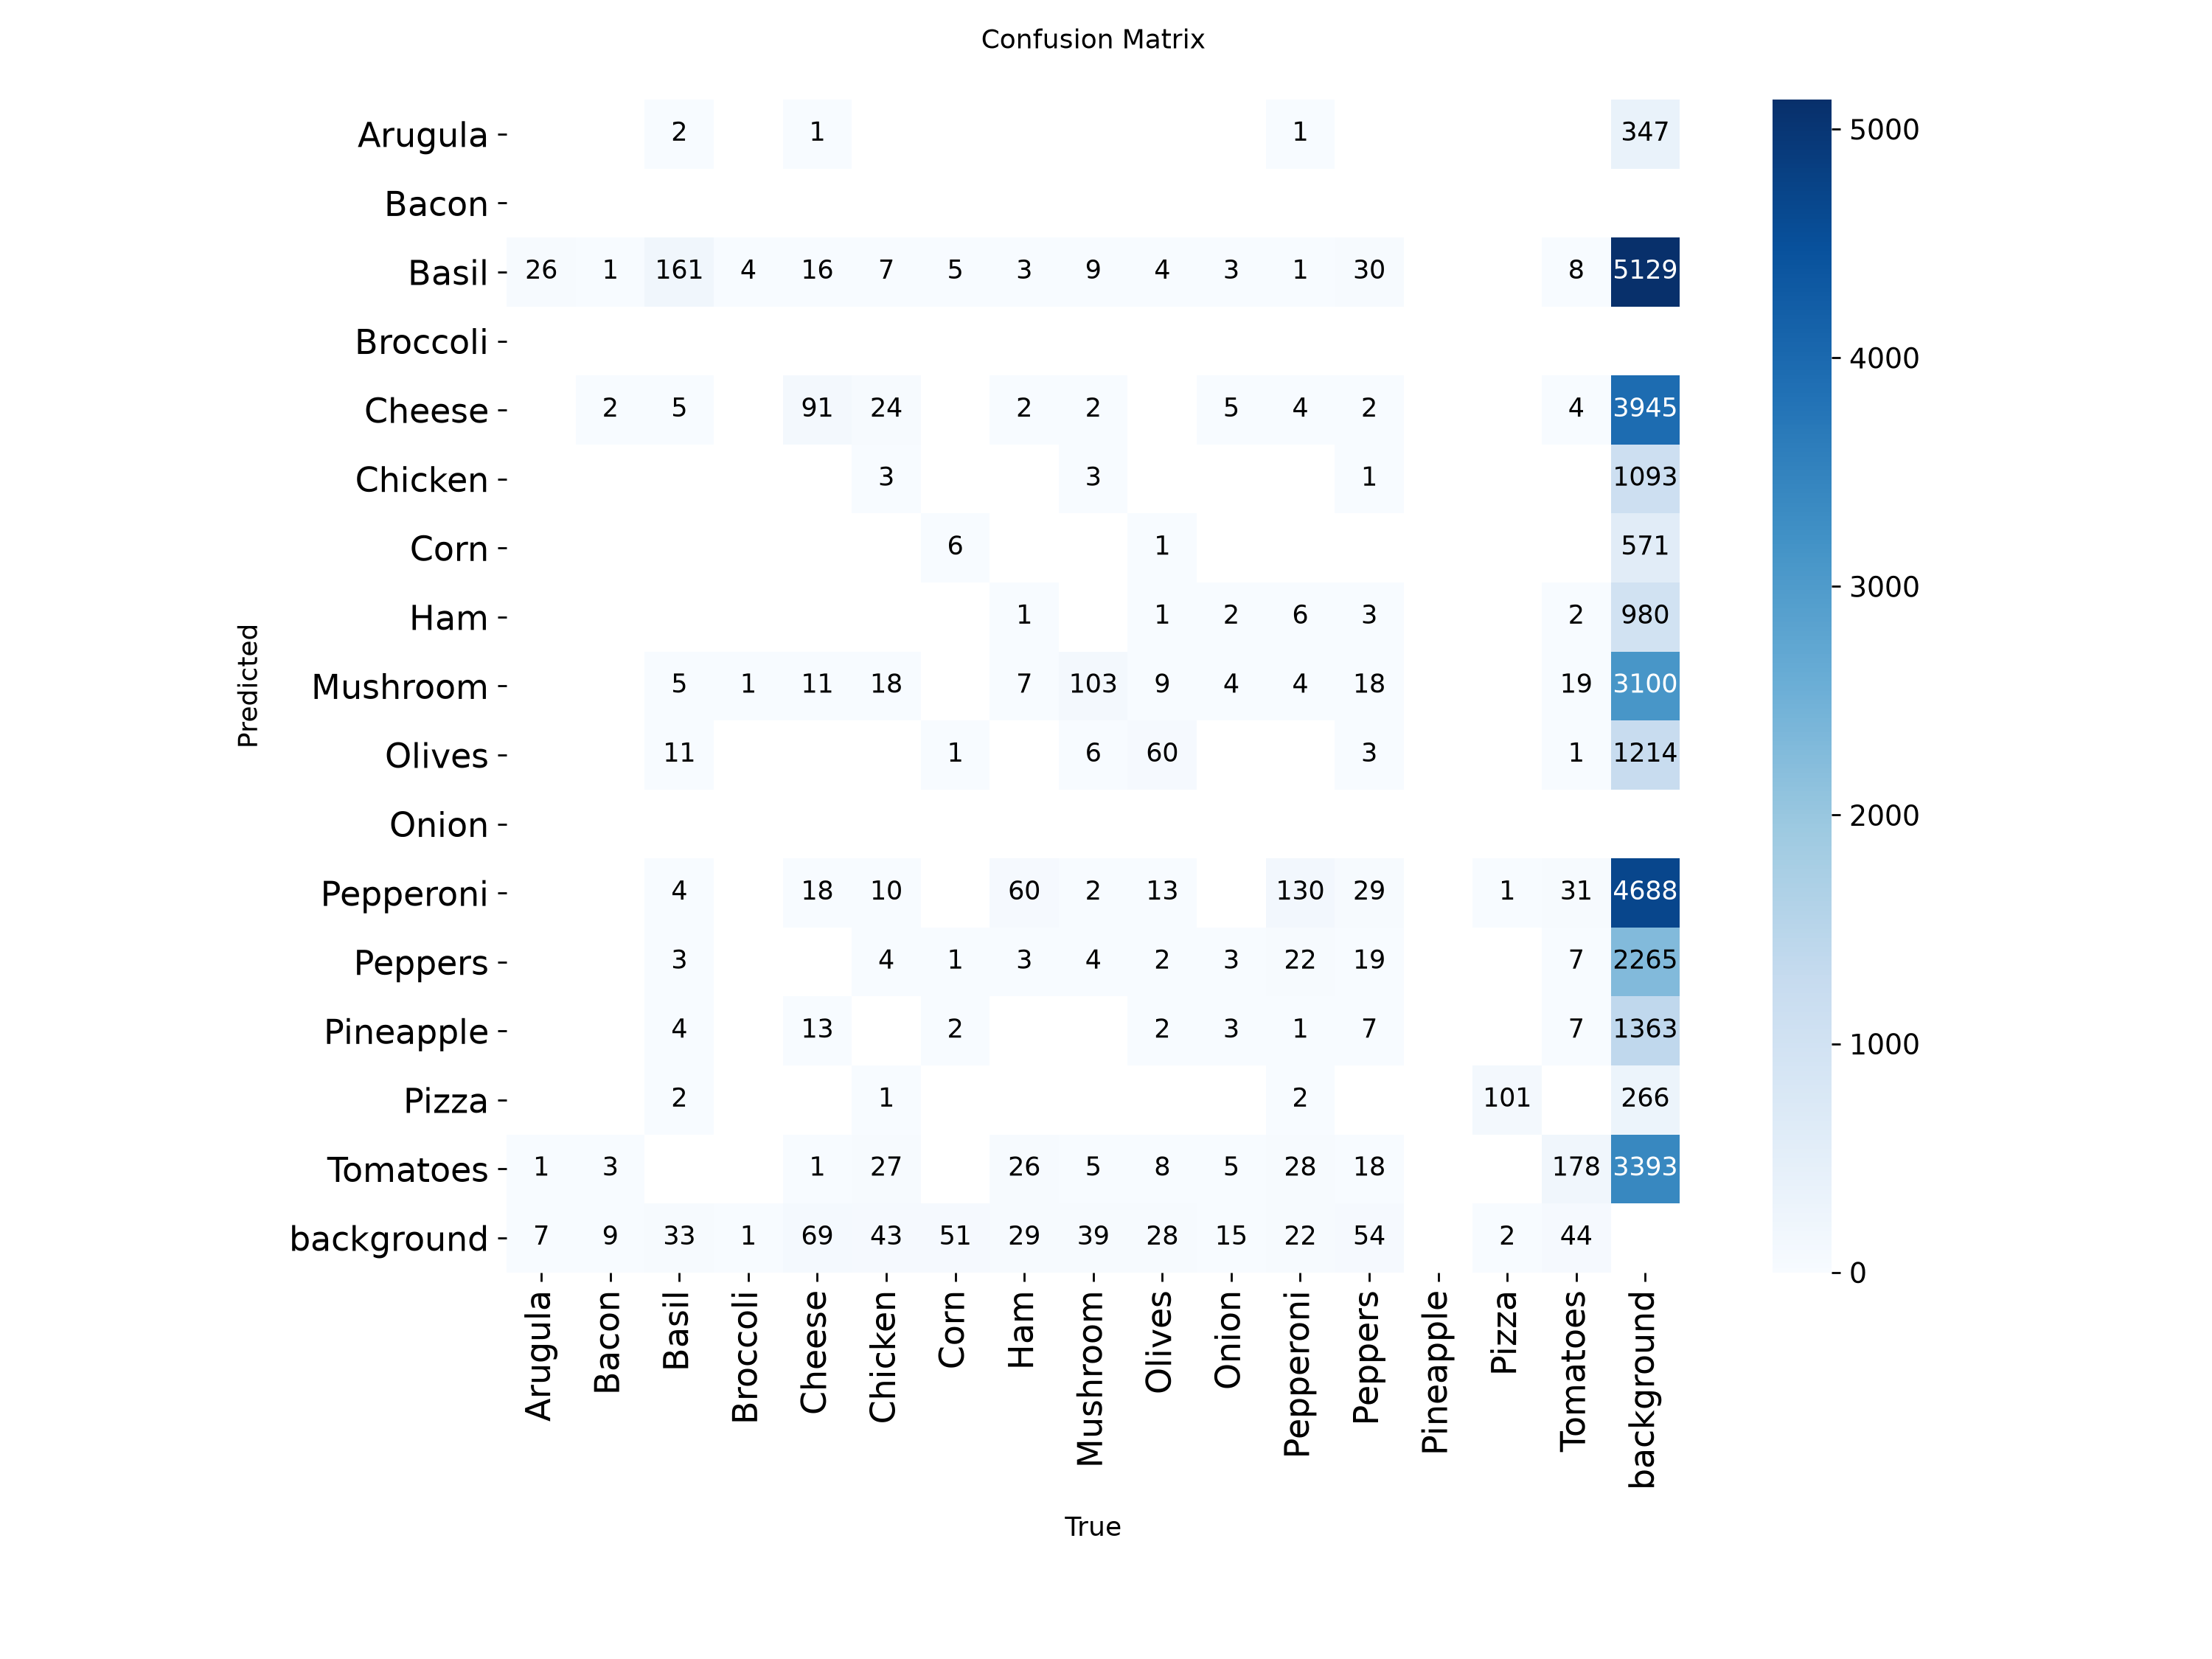 Confusion Matrix
Arugula 2 1 1 347
Bacon
Basil 26 1 161 4 16 7 5 3 9 4 3 1 30 8 5129
Broccoli
Cheese 2 5 91 24 2 2 5 4 2 4 3945
Chicken 3 3 1 1093
Corn 6 1 571
Ham 1 1 2 6 3 2 980
Mushroom 5 1 11 18 7 103 9 4 4 18 19 3100
Olives 11 1 6 60 3 1 1214
Onion
Pepperoni 4 18 10 60 2 13 130 29 1 31 4688
Peppers 3 4 1 3 4 2 3 22 19 7 2265
Pineapple 4 13 2 2 3 1 7 7 1363
Pizza 2 1 2 101 266
Tomatoes 1 3 1 27 26 5 8 5 28 18 178 3393
background 7 9 33 1 69 43 51 29 39 28 15 22 54 2 44
Arugula Bacon Basil Broccoli Cheese Chicken Corn Ham Mushroom Olives Onion Pepperoni Peppers Pineapple Pizza Tomatoes background
True
Predicted
5000
4000
3000
2000
1000
0